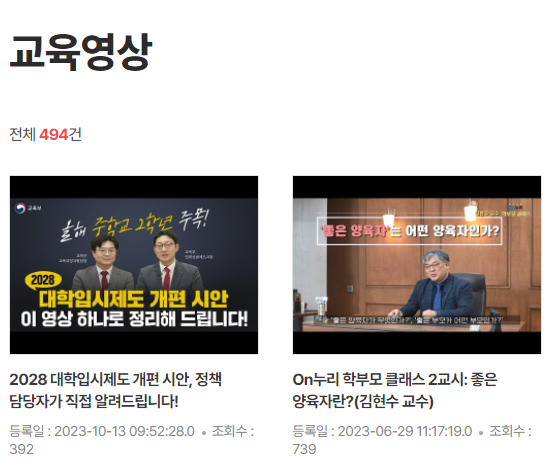 교육영상
전체 494건
교육부
올해 중학교 2학년 주목!
2028
대학입시제도 개편 시안
이 영상 하나로 정리해 드립니다!
'좋은 양육자'는 어떤 양육자인가?
2028 대학입시제도 개편 시안, 정책
담당자가 직접 알려드립니다!
등록일 : 2023-10-13 09:52:28.0 • 조회수 :
392
On누리 학부모 클래스 2교시: 좋은
양육자란?(김현수 교수)
등록일 : 2023-06-29 11:17:19.0 • 조회수 :
739